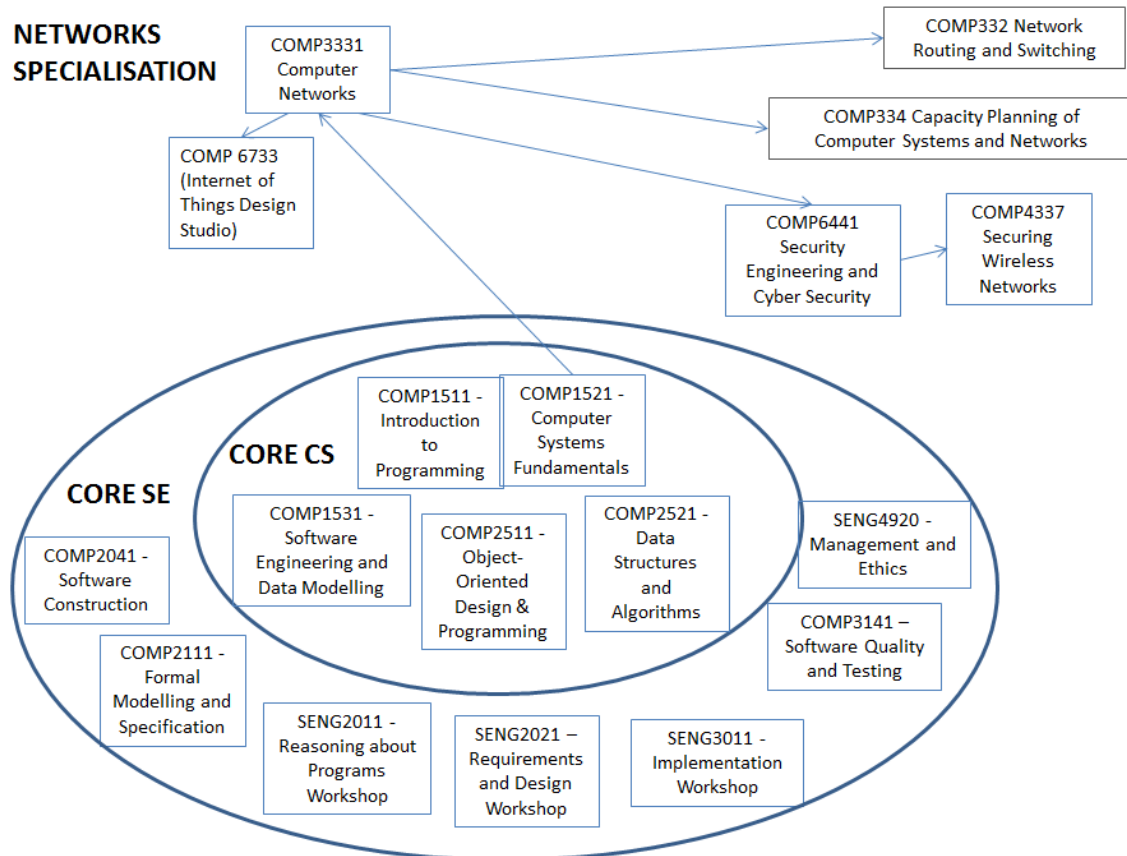 NETWORKS
SPECIALISATION
COMP3331
Computer
Networks
COMP332 Network
Routing and Switching
COMP334 Capacity Planning of
Computer Systems and Networks
COMP 6733
(Internet of
Things Design
Studio)
COMP6441
Security
Engineering and
Cyber Security
COMP4337
Securing
Wireless
Networks
CORE SE
CORE CS
COMP1511 -
Introduction
to
Programming
COMP1521 -
Computer
Systems
Fundamentals
COMP1531 -
Software
Engineering and
Data Modelling
COMP2511 -
Object-
Oriented
Design &
Programming
COMP2521 -
Data
Structures
and
Algorithms
SENG4920 -
Management and
Ethics
COMP2041 -
Software
Construction
COMP3141 –
Software Quality
and Testing
COMP2111 -
Formal
Modelling and
Specification
SENG2011 -
Reasoning about
Programs
Workshop
SENG2021 –
Requirements
and Design
Workshop
SENG3011 -
Implementation
Workshop